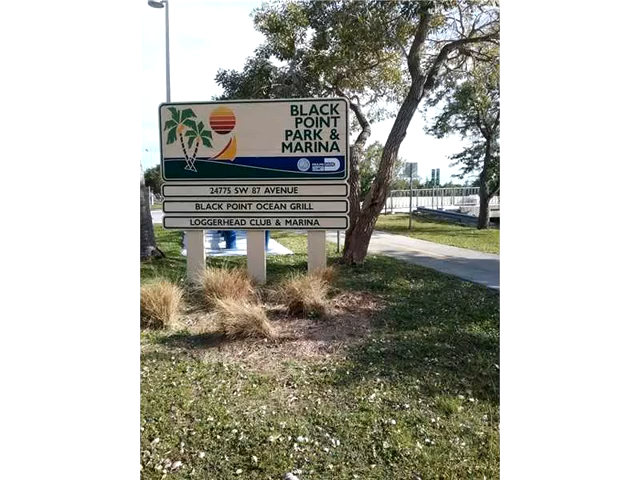 BLACK
POINT
PARK &
MARINA
24775 SW 87 AVENUE
BLACK POINT OCEAN GRILL
LOGGERHEAD CLUB & MARINA